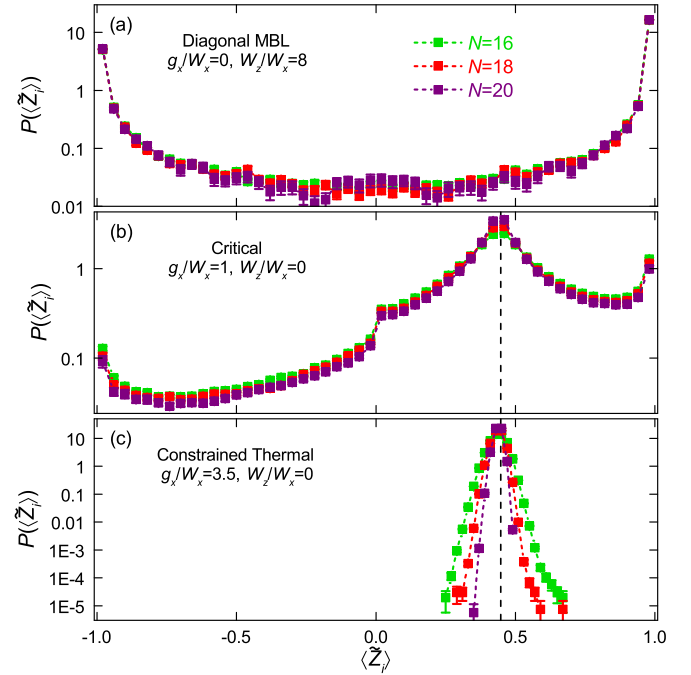 (a)
Diagonal MBL
g_x/W_x=0, W_z/W_x=8
N=16
N=18
N=20
10
1
0.1
0.01
P(⟨Z̃_i⟩)
(b)
Critical
g_x/W_x=1, W_z/W_x=0
1
0.1
P(⟨Z̃_i⟩)
(c)
Constrained Thermal
g_x/W_x=3.5, W_z/W_x=0
10
1
0.1
0.01
1E-3
1E-4
1E-5
P(⟨Z̃_i⟩)
-1.0 -0.5 0.0 0.5 1.0
⟨Z̃_i⟩